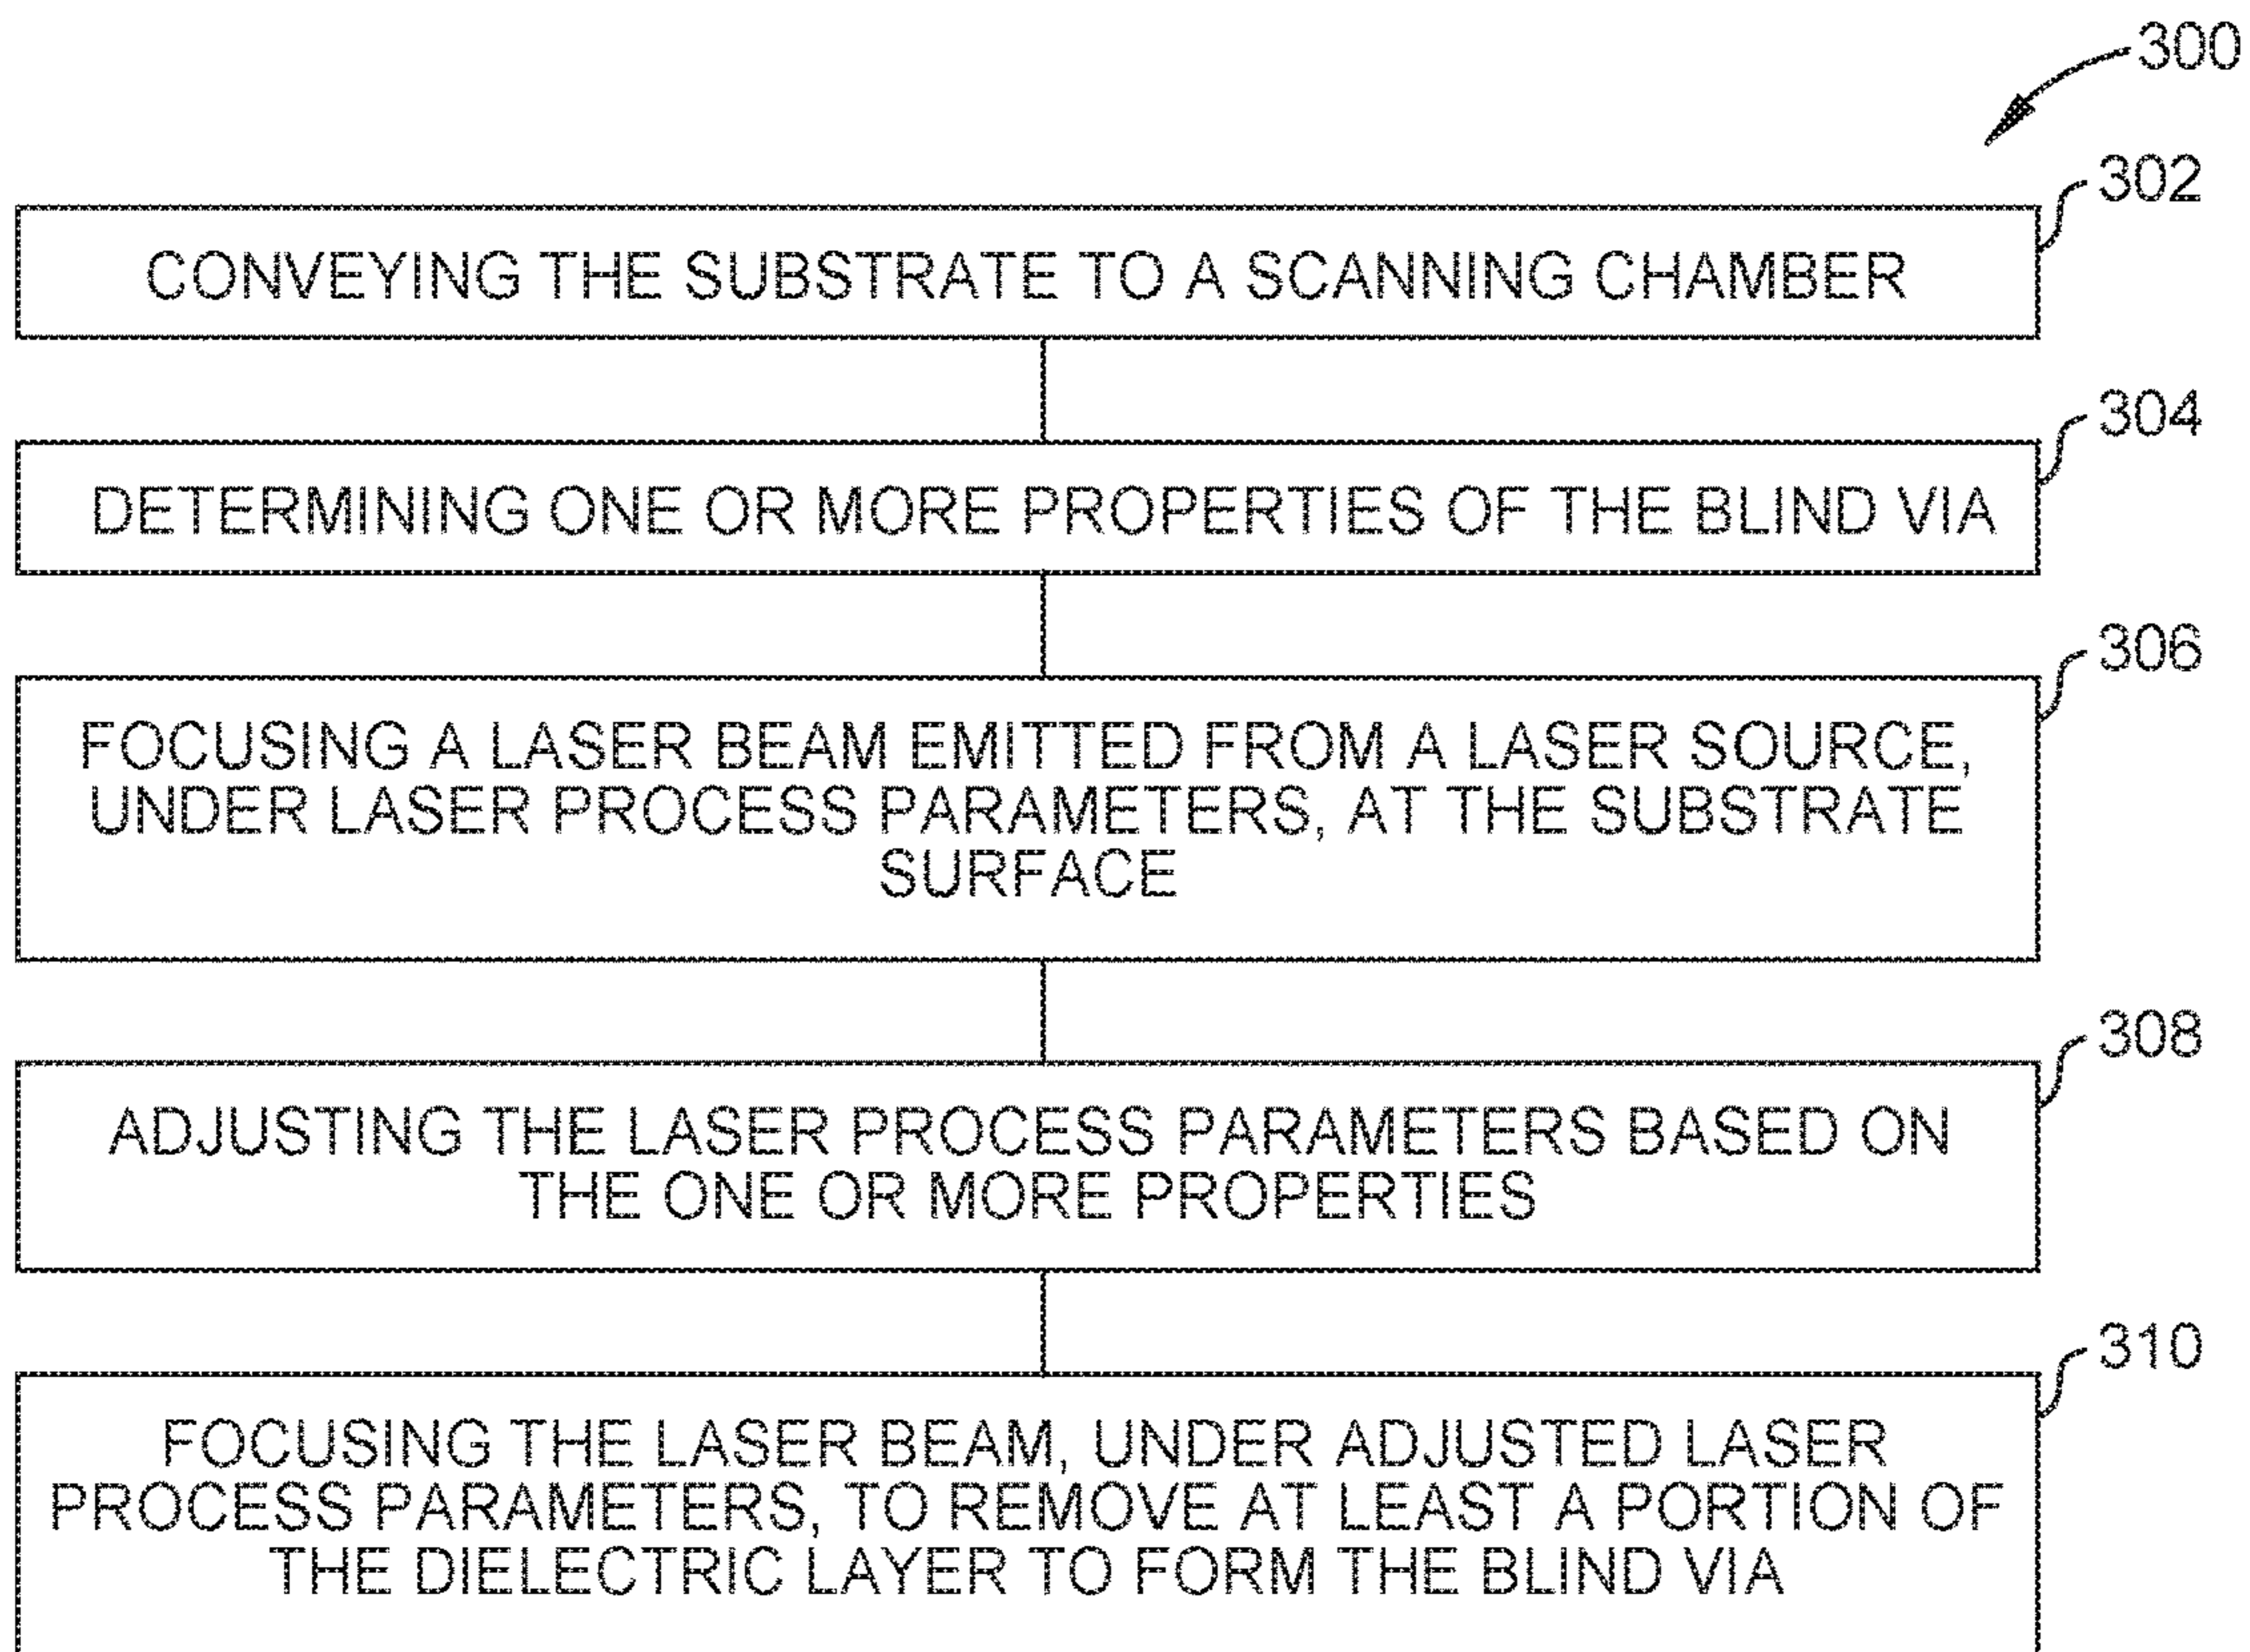 300
302
CONVEYING THE SUBSTRATE TO A SCANNING CHAMBER
304
DETERMINING ONE OR MORE PROPERTIES OF THE BLIND VIA
306
FOCUSING A LASER BEAM EMITTED FROM A LASER SOURCE,
UNDER LASER PROCESS PARAMETERS, AT THE SUBSTRATE
SURFACE
308
ADJUSTING THE LASER PROCESS PARAMETERS BASED ON
THE ONE OR MORE PROPERTIES
310
FOCUSING THE LASER BEAM, UNDER ADJUSTED LASER
PROCESS PARAMETERS, TO REMOVE AT LEAST A PORTION OF
THE DIELECTRIC LAYER TO FORM THE BLIND VIA